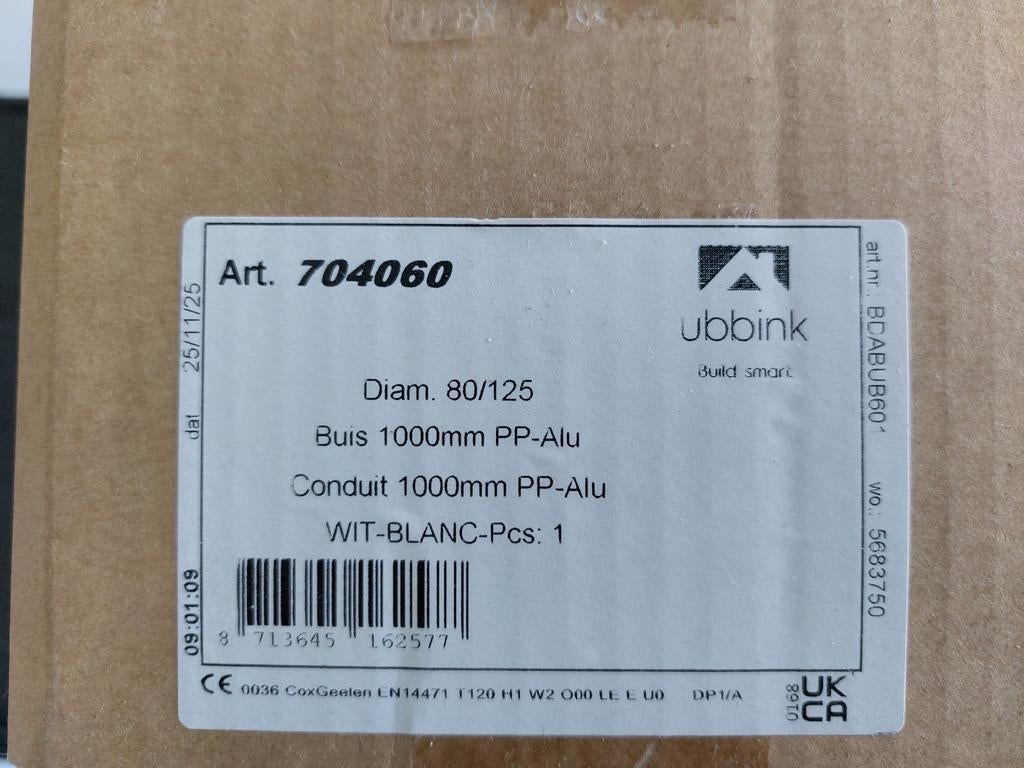 Art. 704060
ubbink
Build smart.
Diam. 80/125
Buis 1000mm PP-Alu
Conduit 1000mm PP-Alu
WIT-BLANC-Pcs: 1
8 713645 162577
dat 25/11/25
09:01:09
art.nr.: BDABUB601 wo.: 5683750
CE 0036 CoxGeelen EN14471 T120 H1 W2 O00 LE E U0 DP1/A
0168
UK
CA